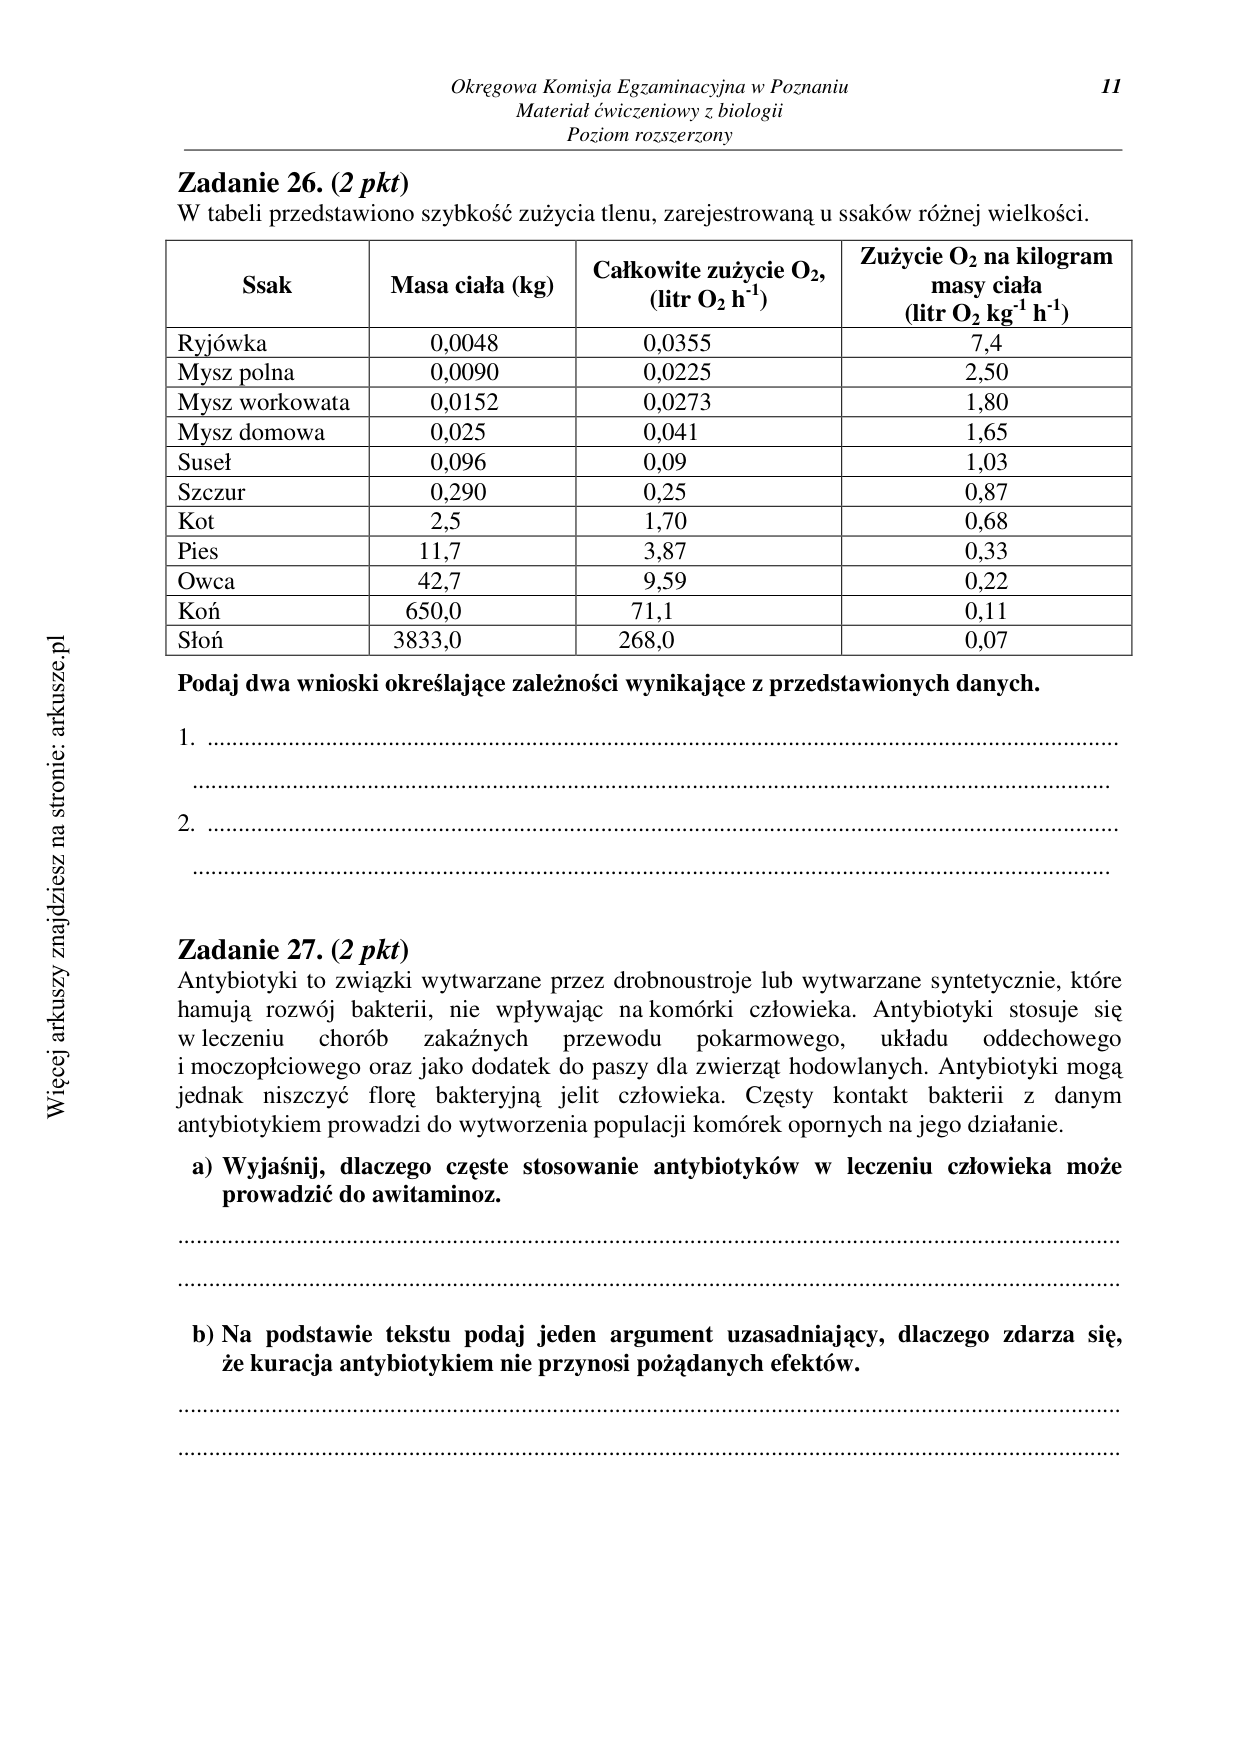 Okręgowa Komisja Egzaminacyjna w Poznaniu 11
Materiał ćwiczeniowy z biologii
Poziom rozszerzony
Zadanie 26. (2 pkt)
W tabeli przedstawiono szybkość zużycia tlenu, zarejestrowaną u ssaków różnej wielkości.
Ssak | Masa ciała (kg) | Całkowite zużycie O₂, (litr O₂ h⁻¹) | Zużycie O₂ na kilogram masy ciała (litr O₂ kg⁻¹ h⁻¹)
Ryjówka 0,0048 0,0355 7,4
Mysz polna 0,0090 0,0225 2,50
Mysz workowata 0,0152 0,0273 1,80
Mysz domowa 0,025 0,041 1,65
Suseł 0,096 0,09 1,03
Szczur 0,290 0,25 0,87
Kot 2,5 1,70 0,68
Pies 11,7 3,87 0,33
Owca 42,7 9,59 0,22
Koń 650,0 71,1 0,11
Słoń 3833,0 268,0 0,07
Podaj dwa wnioski określające zależności wynikające z przedstawionych danych.
1. ..........
..........
2. ..........
..........
Zadanie 27. (2 pkt)
Antybiotyki to związki wytwarzane przez drobnoustroje lub wytwarzane syntetycznie, które
hamują rozwój bakterii, nie wpływając na komórki człowieka. Antybiotyki stosuje się
w leczeniu chorób zakaźnych przewodu pokarmowego, układu oddechowego
i moczopłciowego oraz jako dodatek do paszy dla zwierząt hodowlanych. Antybiotyki mogą
jednak niszczyć florę bakteryjną jelit człowieka. Częsty kontakt bakterii z danym
antybiotykiem prowadzi do wytworzenia populacji komórek opornych na jego działanie.
a) Wyjaśnij, dlaczego częste stosowanie antybiotyków w leczeniu człowieka może
prowadzić do awitaminoz.
..........
..........
b) Na podstawie tekstu podaj jeden argument uzasadniający, dlaczego zdarza się,
że kuracja antybiotykiem nie przynosi pożądanych efektów.
..........
..........
Więcej arkuszy znajdziesz na stronie: arkusze.pl